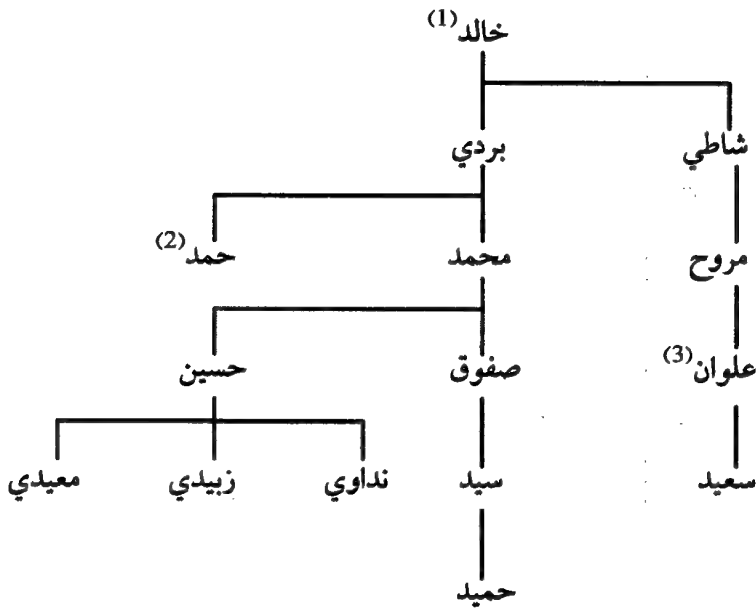 خالد(1)
شاطي بردي
مروح محمد حمد(2)
علوان(3) صفوق حسين
سعيد سيد نداوي زبيدي معيدي
حميد